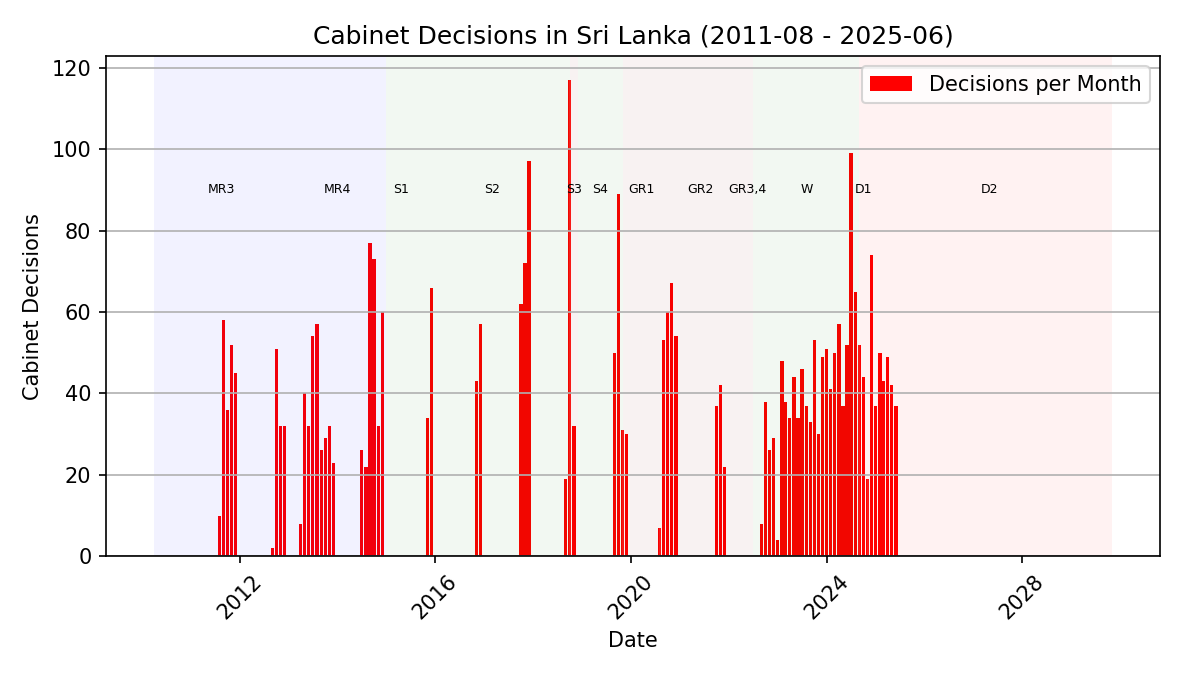 Cabinet Decisions in Sri Lanka (2011-08 - 2025-06)
Decisions per Month
120
100
80
60
40
20
0
Cabinet Decisions
MR3 MR4 S1 S2 S3 S4 GR1 GR2 GR3,4 W D1 D2
2012 2016 2020 2024 2028
Date